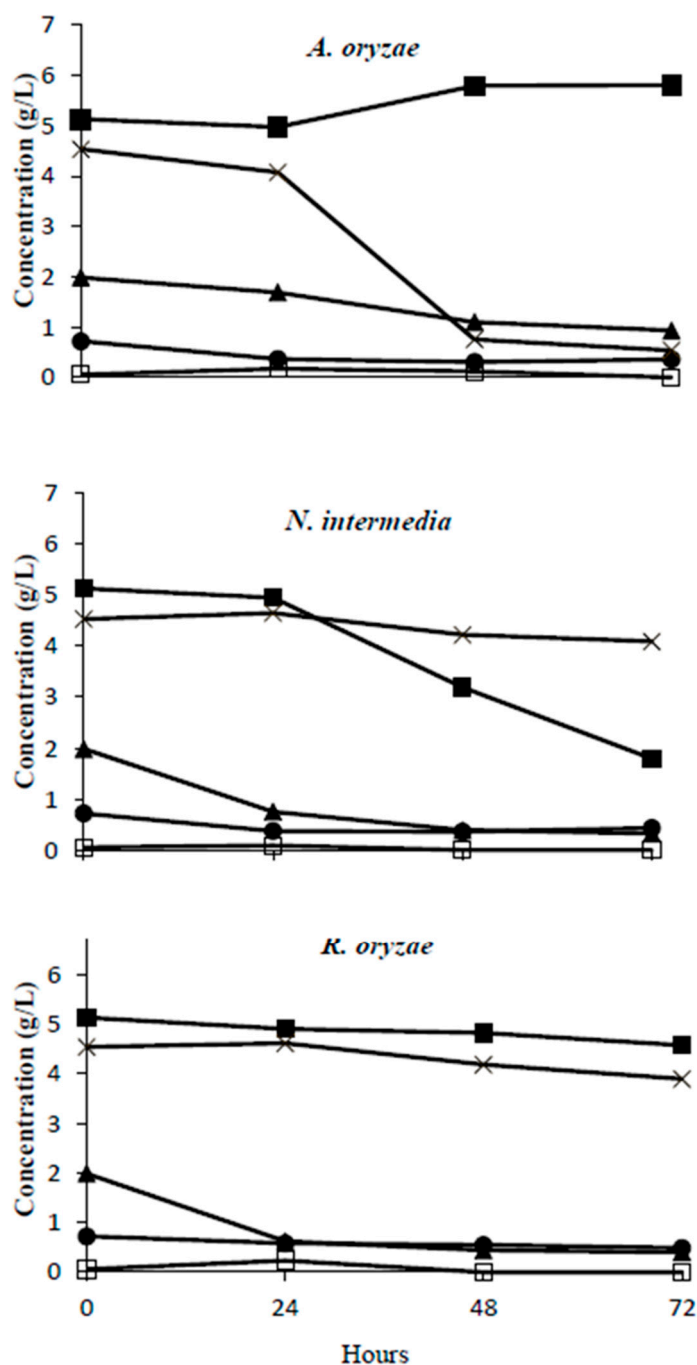 A. oryzae
Concentration (g/L)
7
6
5
4
3
2
1
0
N. intermedia
Concentration (g/L)
7
6
5
4
3
2
1
0
R. oryzae
Concentration (g/L)
6
5
4
3
2
1
0
0 24 48 72
Hours